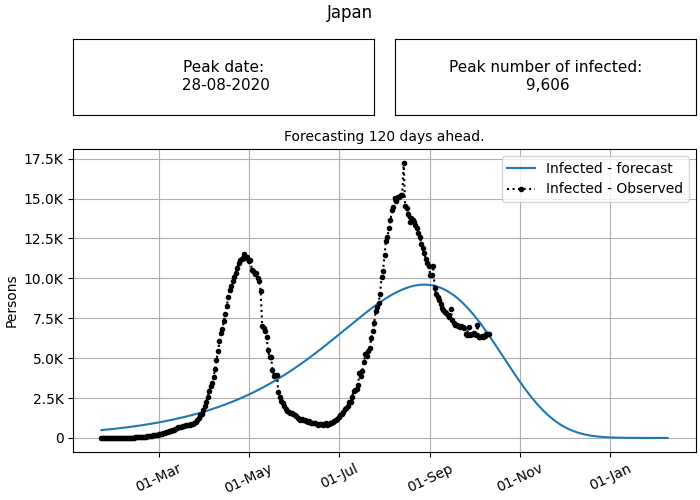 Japan
Peak date:
28-08-2020
Peak number of infected:
9,606
Forecasting 120 days ahead.
Infected - forecast
Infected - Observed
17.5K
15.0K
12.5K
10.0K
7.5K
5.0K
2.5K
0
Persons
01-Mar
01-May
01-Jul
01-Sep
01-Nov
01-Jan